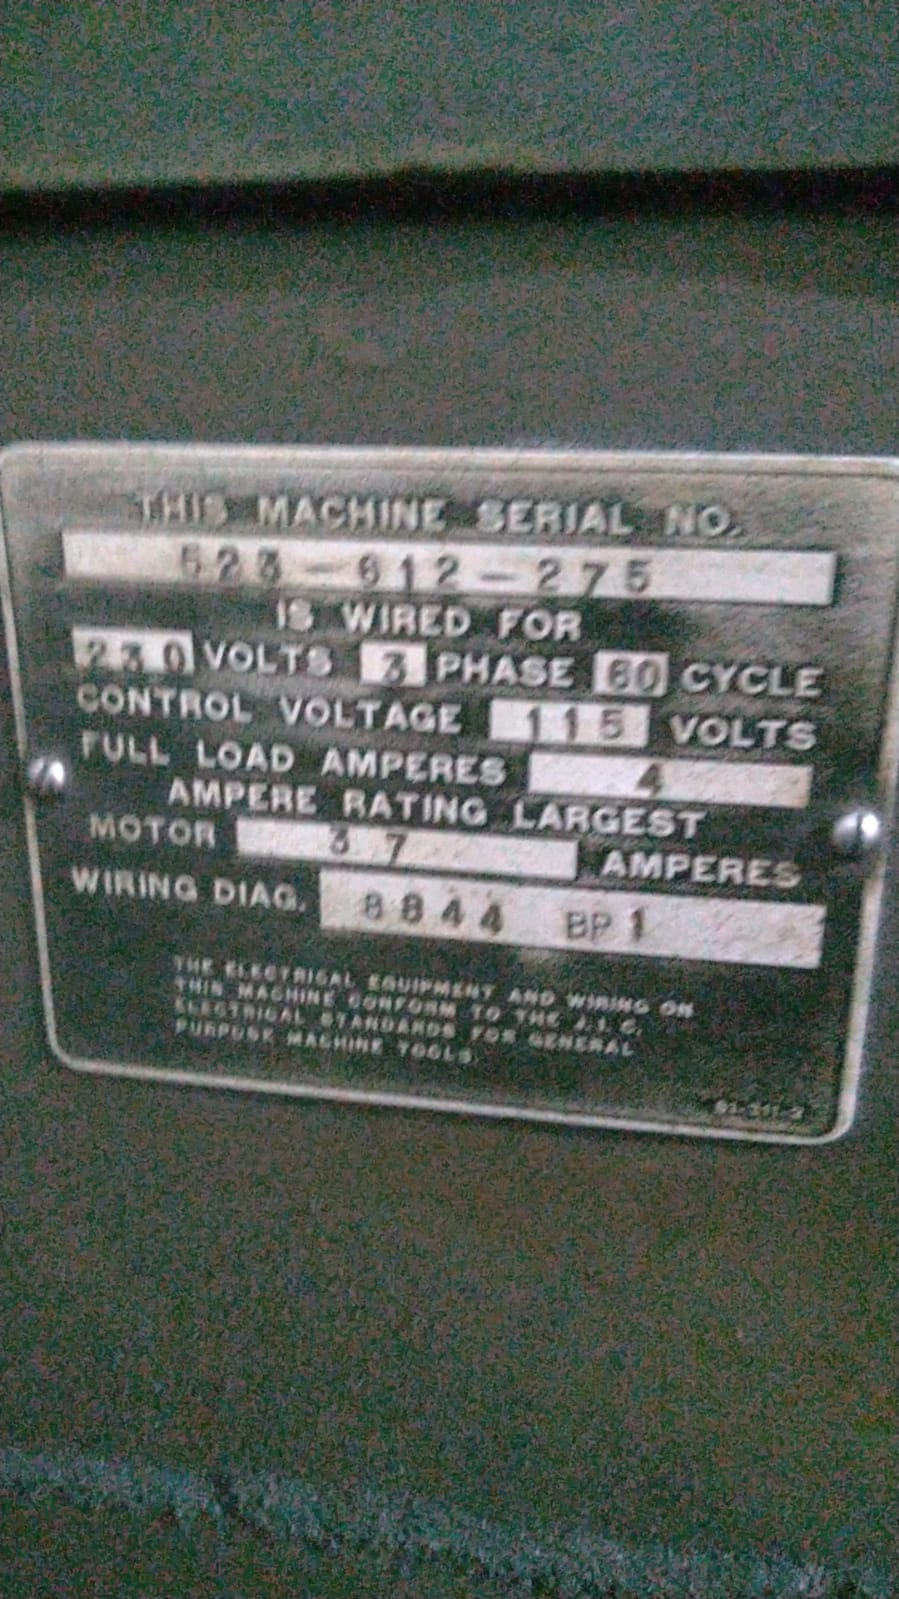 THIS MACHINE SERIAL NO.
523-612-275
IS WIRED FOR
230 VOLTS 3 PHASE 60 CYCLE
CONTROL VOLTAGE 115 VOLTS
FULL LOAD AMPERES 4
AMPERE RATING LARGEST
MOTOR 3 7 AMPERES
WIRING DIAG. 8844 BP1
THE ELECTRICAL EQUIPMENT AND WIRING ON
THIS MACHINE CONFORM TO THE J.I.C.
ELECTRICAL STANDARDS FOR GENERAL
PURPOSE MACHINE TOOLS.